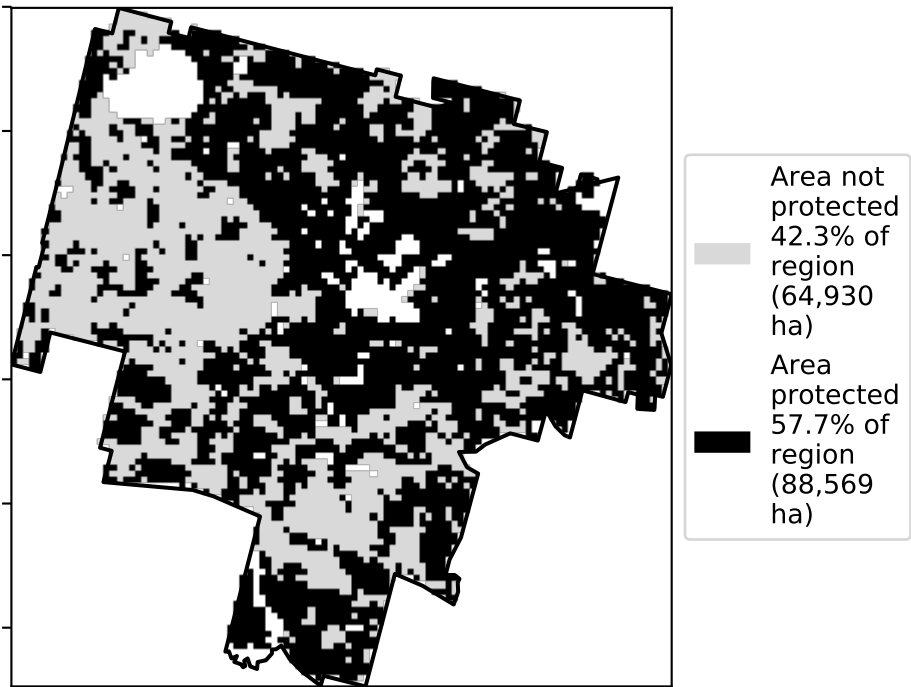 Area not
protected
42.3% of
region
(64,930
ha)
Area
protected
57.7% of
region
(88,569
ha)